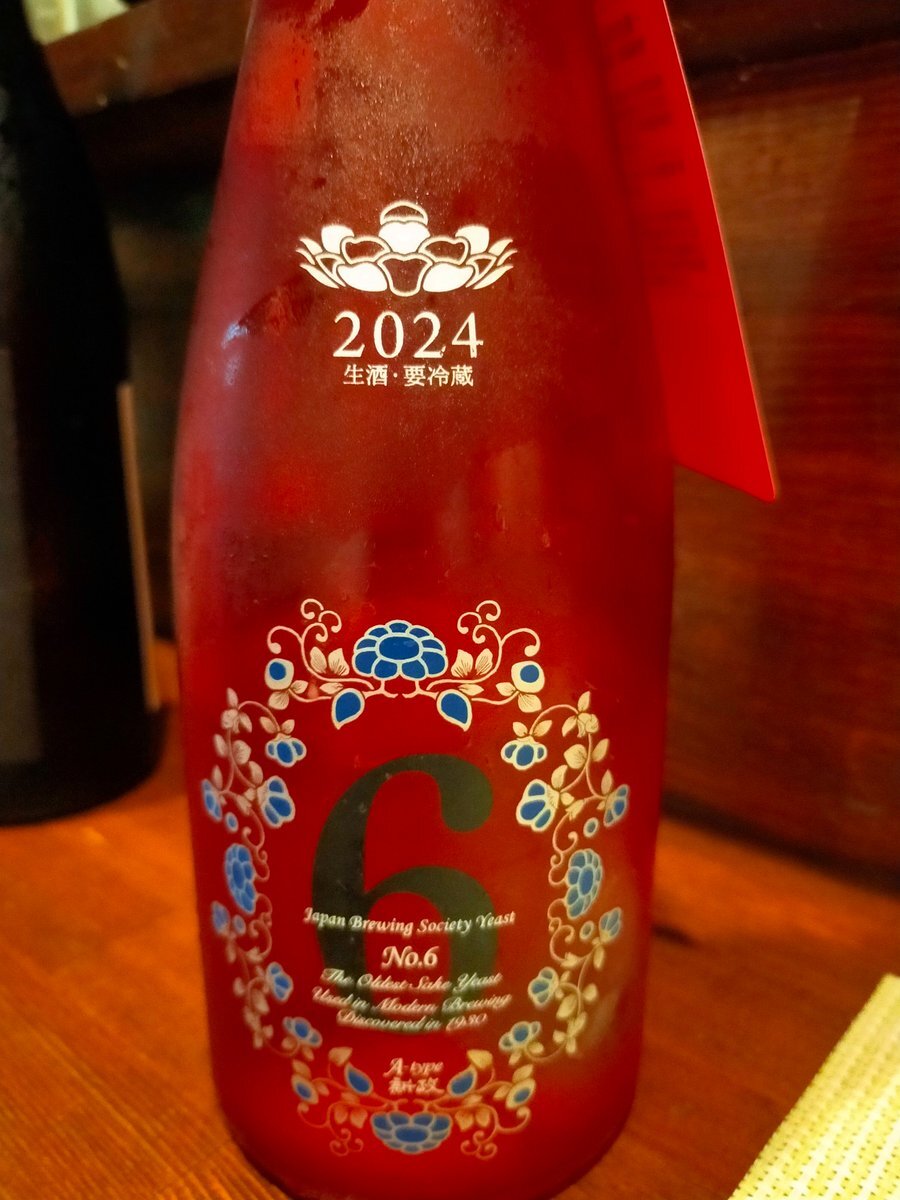 2024
生酒・要冷蔵
6
Japan Brewing Society Yeast
No.6
The Oldest Sake Yeast
Used in Modern Brewing
Discovered in 1930
A-type
新政